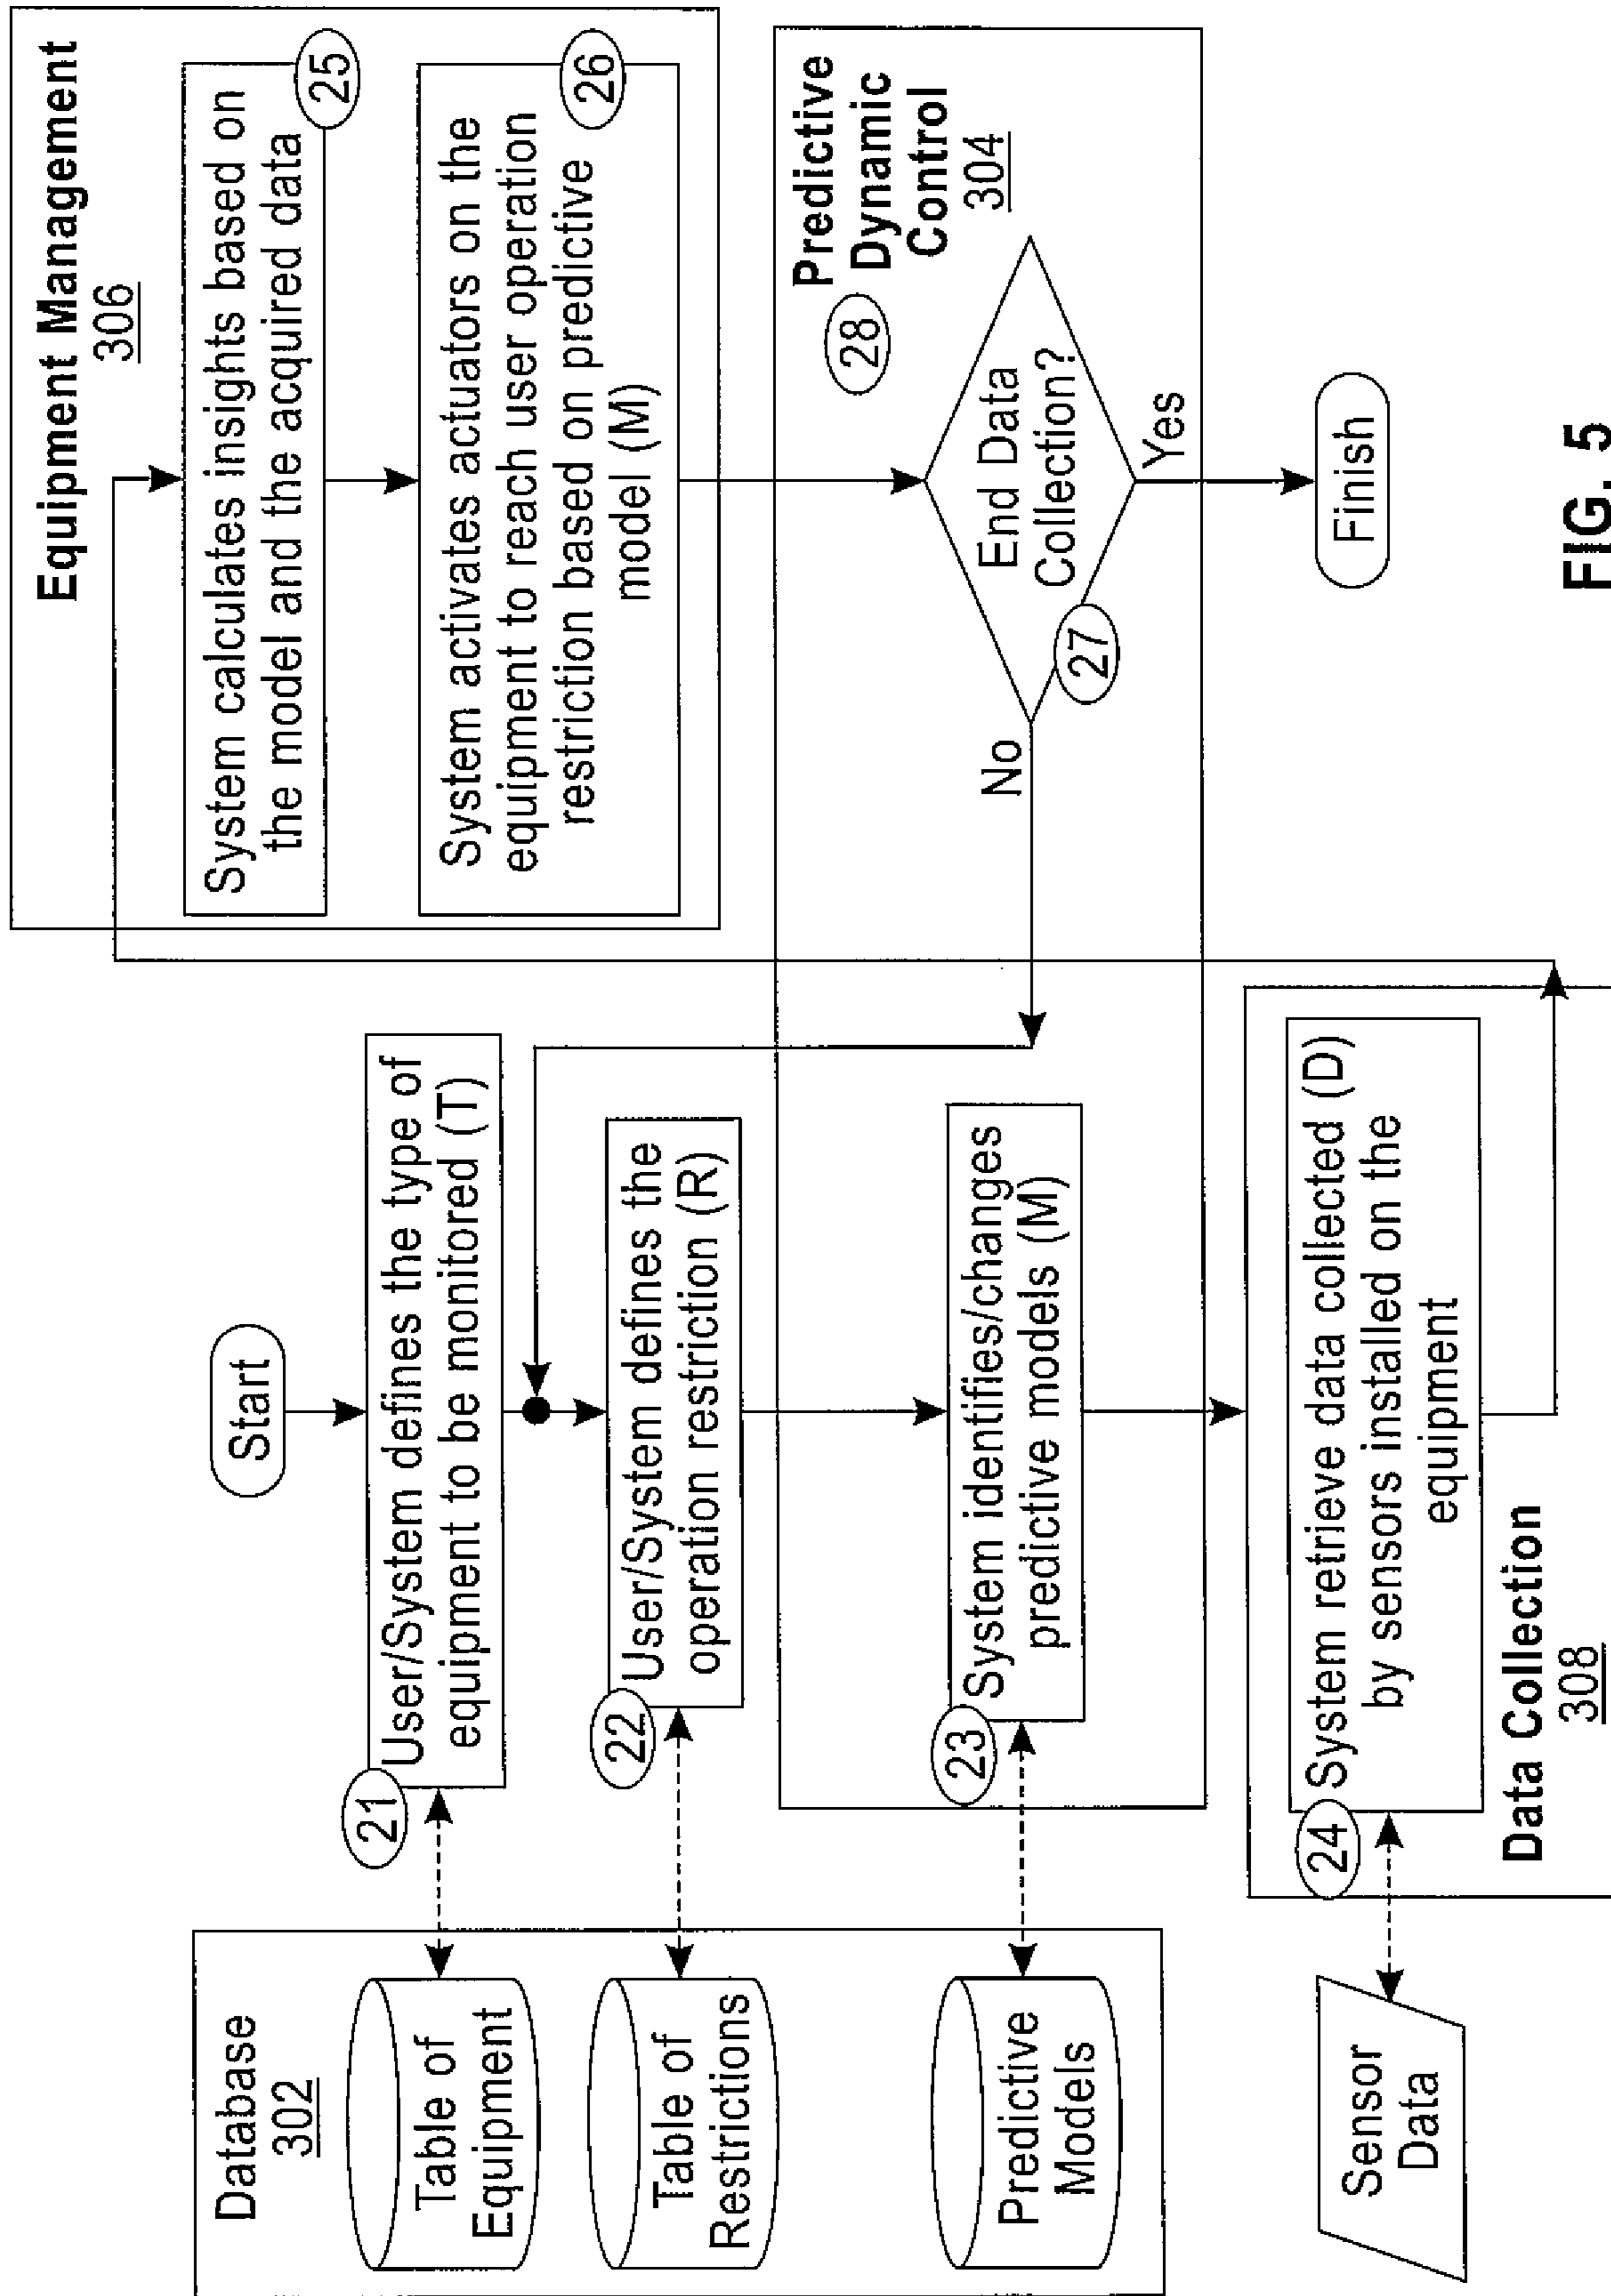 Start
Database
302
Table of
Equipment
21
User/System defines the type of
equipment to be monitored (T)
Table of
Restrictions
22
User/System defines the
operation restriction (R)
Predictive
Models
23
System identifies/changes
predictive models (M)
Sensor
Data
24
System retrieve data collected (D)
by sensors installed on the
equipment
Data Collection
308
Equipment Management
306
System calculates insights based on
the model and the acquired data
25
System activates actuators on the
equipment to reach user operation
restriction based on predictive
model (M)
26
Predictive
Dynamic
Control
304
28
End Data
Collection?
27
No
Yes
Finish
FIG. 5